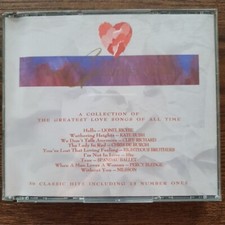 A COLLECTION OF
THE GREATEST LOVE SONGS OF ALL TIME
Hello - LIONEL RICHIE
Wuthering Heights - KATE BUSH
We Don't Talk Anymore - CLIFF RICHARD
The Lady In Red - CHRIS DE BURGH
You've Lost That Loving Feeling - RIGHTEOUS BROTHERS
I'm Not In Love - 10cc
True - SPANDAU BALLET
When A Man Loves A Woman - PERCY SLEDGE
Without You - NILSSON
CLASSIC HITS INCLUDING
NUMBER ONES